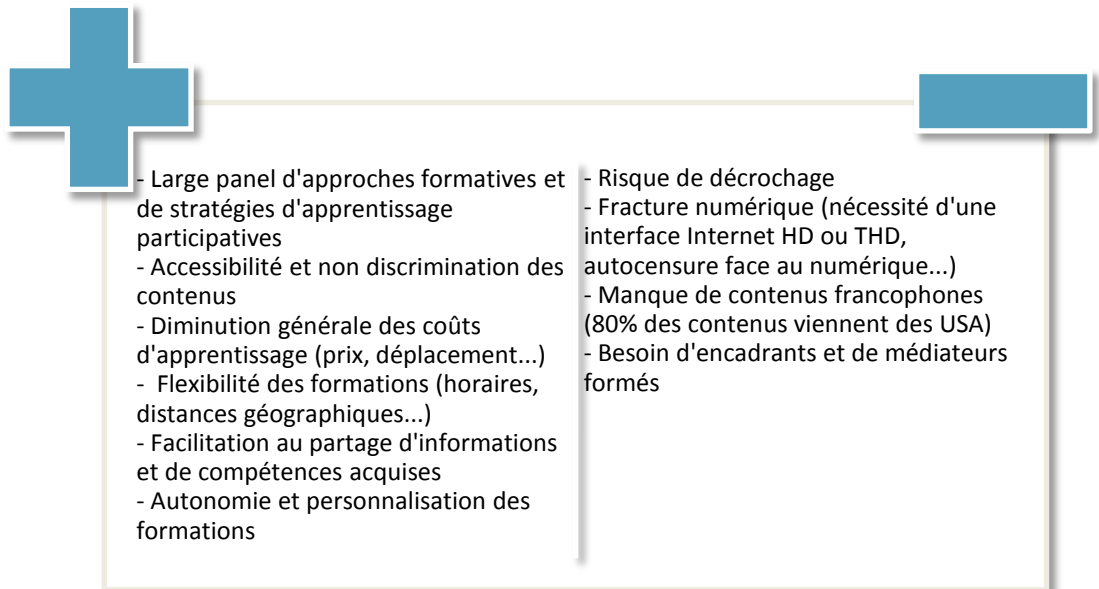 - Large panel d'approches formatives et
de stratégies d'apprentissage
participatives
- Accessibilité et non discrimination des
contenus
- Diminution générale des coûts
d'apprentissage (prix, déplacement...)
-  Flexibilité des formations (horaires,
distances géographiques...)
- Facilitation au partage d'informations
et de compétences acquises
- Autonomie et personnalisation des
formations
- Risque de décrochage
- Fracture numérique (nécessité d'une
interface Internet HD ou THD,
autocensure face au numérique...)
- Manque de contenus francophones
(80% des contenus viennent des USA)
- Besoin d'encadrants et de médiateurs
formés